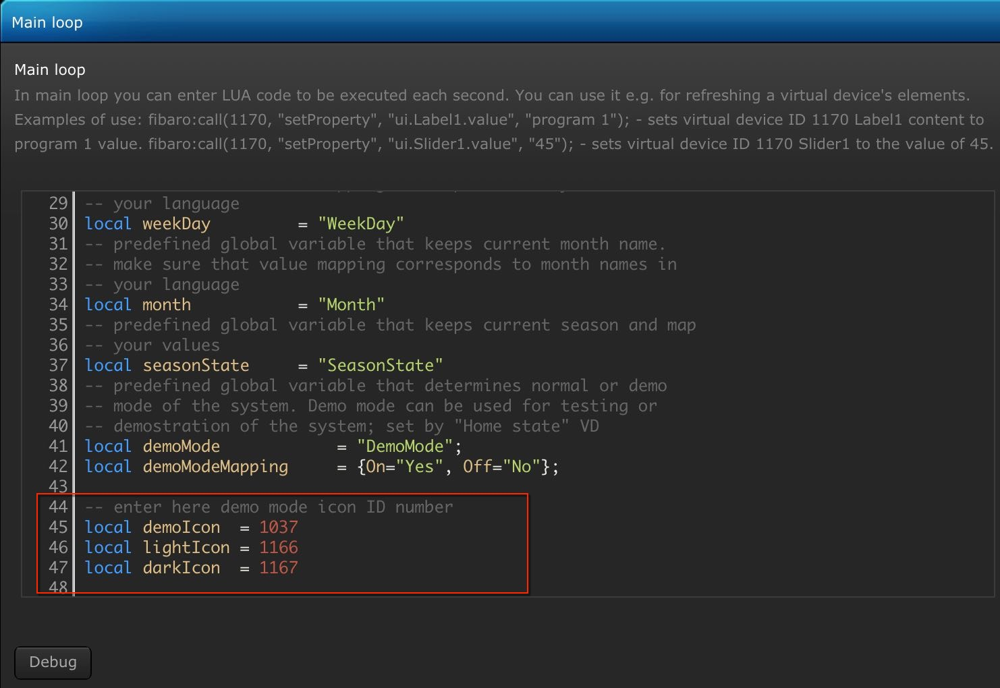 Main loop
Main loop
In main loop you can enter LUA code to be executed each second. You can use it e.g. for refreshing a virtual device's elements.
Examples of use: fibaro:call(1170, "setProperty", "ui.Label1.value", "program 1"); - sets virtual device ID 1170 Label1 content to
program 1 value. fibaro:call(1170, "setProperty", "ui.Slider1.value", "45"); - sets virtual device ID 1170 Slider1 to the value of 45.
29 -- your language
30 local weekDay = "WeekDay"
31 -- predefined global variable that keeps current month name.
32 -- make sure that value mapping corresponds to month names in
33 -- your language
34 local month = "Month"
35 -- predefined global variable that keeps current season and map
36 -- your values
37 local seasonState = "SeasonState"
38 -- predefined global variable that determines normal or demo
39 -- mode of the system. Demo mode can be used for testing or
40 -- demostration of the system; set by "Home state" VD
41 local demoMode = "DemoMode";
42 local demoModeMapping = {On="Yes", Off="No"};
43
44 -- enter here demo mode icon ID number
45 local demoIcon = 1037
46 local lightIcon = 1166
47 local darkIcon = 1167
48
Debug